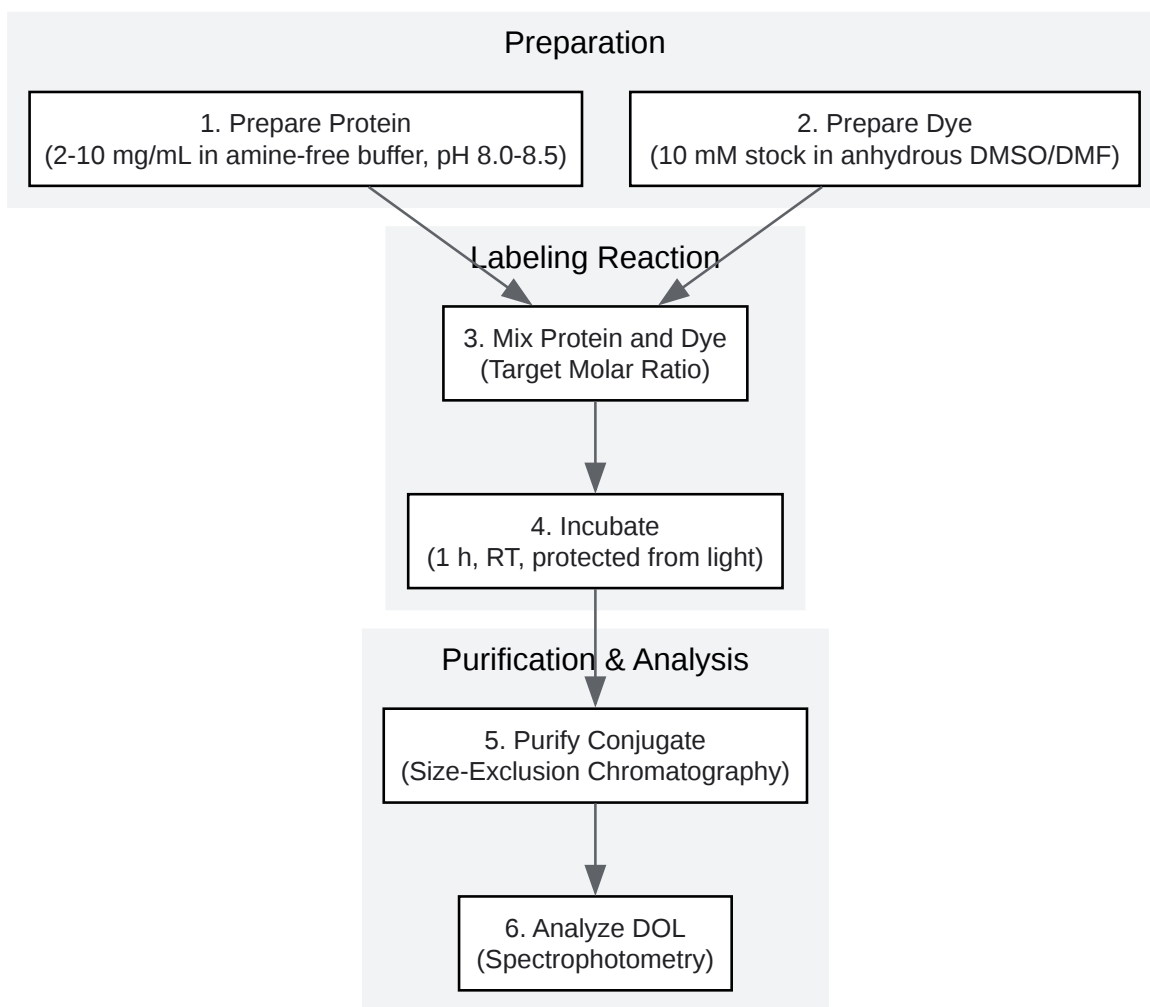 Preparation
1. Prepare Protein
(2-10 mg/mL in amine-free buffer, pH 8.0-8.5)
2. Prepare Dye
(10 mM stock in anhydrous DMSO/DMF)
Labeling Reaction
3. Mix Protein and Dye
(Target Molar Ratio)
4. Incubate
(1 h, RT, protected from light)
Purification & Analysis
5. Purify Conjugate
(Size-Exclusion Chromatography)
6. Analyze DOL
(Spectrophotometry)